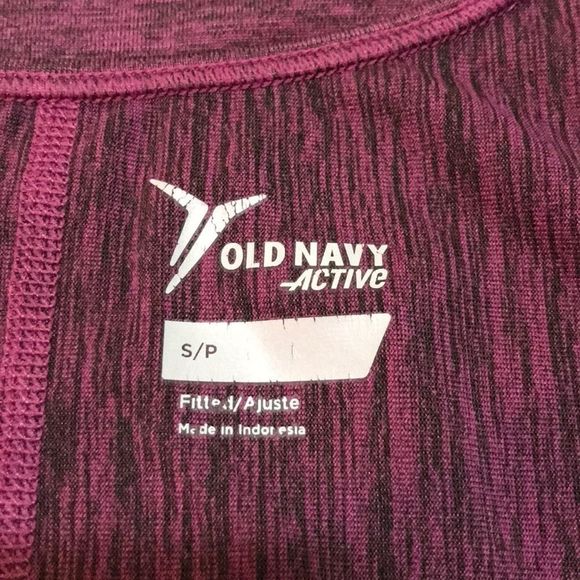 OLD NAVY
ACTIVE
S/P
Fitted/Ajuste
Made in Indonesia